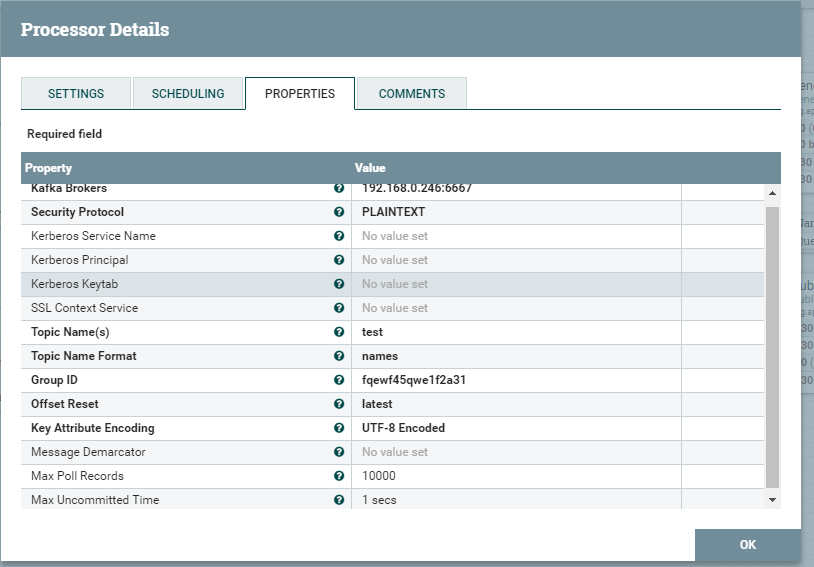 Processor Details
SETTINGS SCHEDULING PROPERTIES COMMENTS
Required field
Property Value
Kafka Brokers 192.168.0.246:6667
Security Protocol PLAINTEXT
Kerberos Service Name No value set
Kerberos Principal No value set
Kerberos Keytab No value set
SSL Context Service No value set
Topic Name(s) test
Topic Name Format names
Group ID fqewf45qwe1f2a31
Offset Reset latest
Key Attribute Encoding UTF-8 Encoded
Message Demarcator No value set
Max Poll Records 10000
Max Uncommitted Time 1 secs
OK